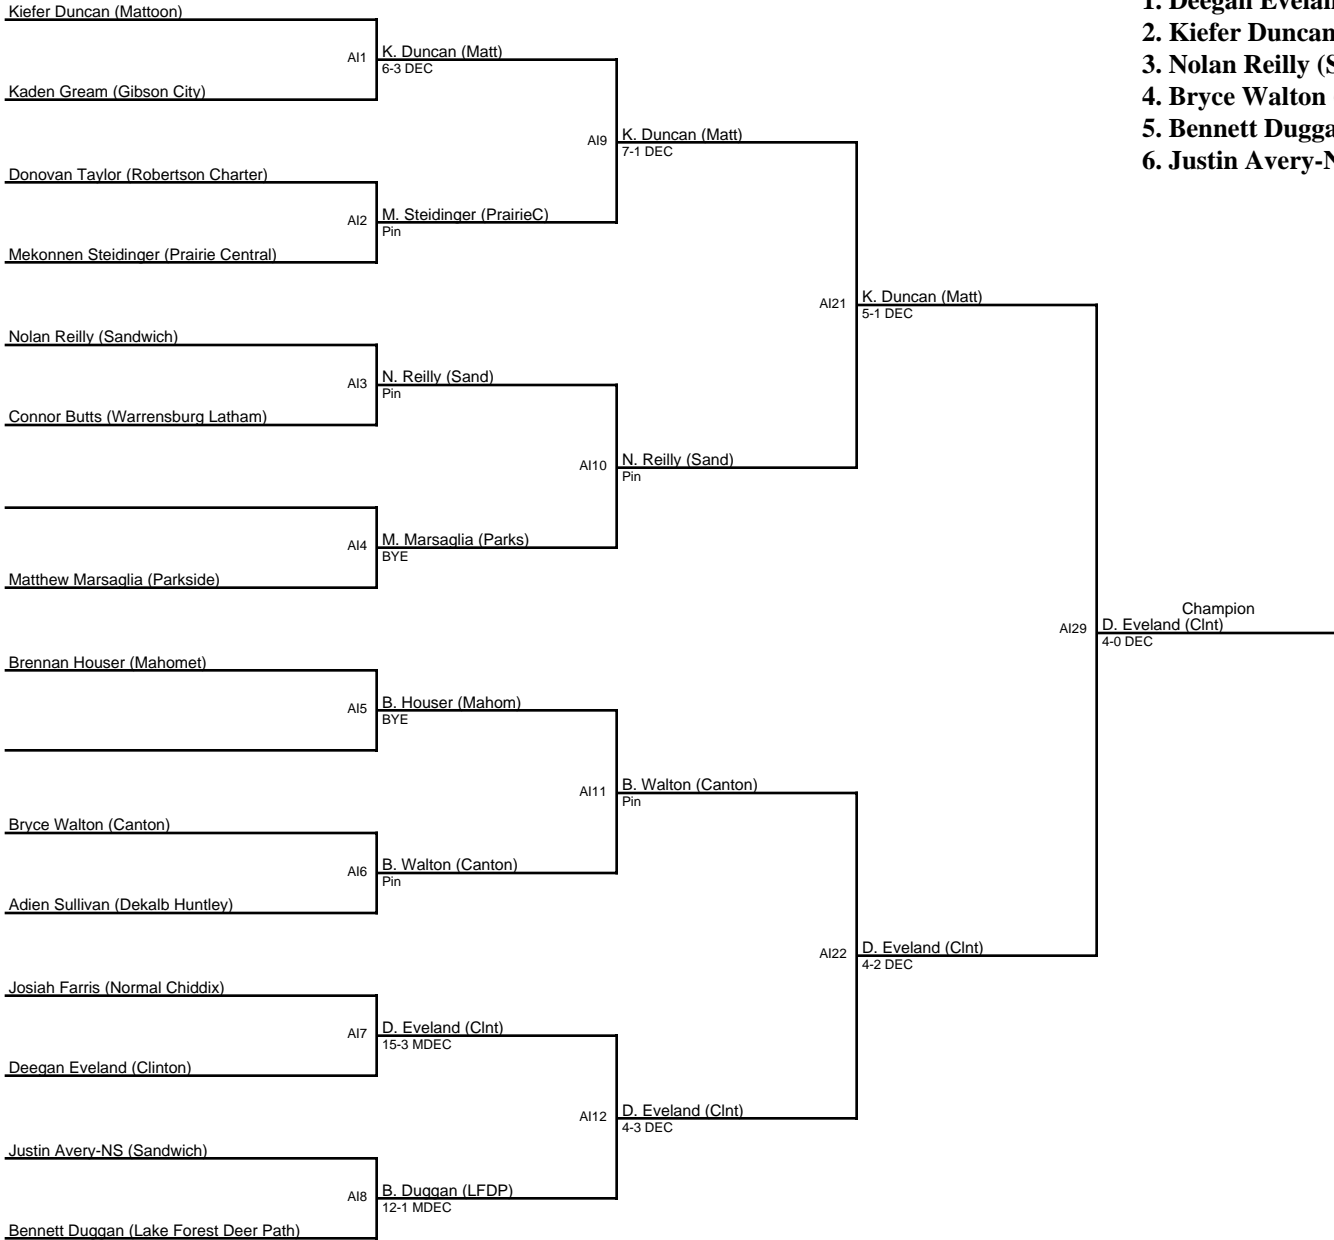 Kiefer Duncan (Mattoon)
AI1
K. Duncan (Matt)
6-3 DEC
Kaden Gream (Gibson City)
AI9
K. Duncan (Matt)
7-1 DEC
Donovan Taylor (Robertson Charter)
AI2
M. Steidinger (PrairieC)
Pin
Mekonnen Steidinger (Prairie Central)
AI21
K. Duncan (Matt)
5-1 DEC
Nolan Reilly (Sandwich)
AI3
N. Reilly (Sand)
Pin
Connor Butts (Warrensburg Latham)
AI10
N. Reilly (Sand)
Pin
AI4
M. Marsaglia (Parks)
BYE
Matthew Marsaglia (Parkside)
Champion
AI29
D. Eveland (Clnt)
4-0 DEC
Brennan Houser (Mahomet)
AI5
B. Houser (Mahom)
BYE
AI11
B. Walton (Canton)
Pin
Bryce Walton (Canton)
AI6
B. Walton (Canton)
Pin
Adien Sullivan (Dekalb Huntley)
AI22
D. Eveland (Clnt)
4-2 DEC
Josiah Farris (Normal Chiddix)
AI7
D. Eveland (Clnt)
15-3 MDEC
Deegan Eveland (Clinton)
AI12
D. Eveland (Clnt)
4-3 DEC
Justin Avery-NS (Sandwich)
AI8
B. Duggan (LFDP)
12-1 MDEC
Bennett Duggan (Lake Forest Deer Path)
1. Deegan Evelan
2. Kiefer Duncan
3. Nolan Reilly (S
4. Bryce Walton
5. Bennett Dugga
6. Justin Avery-N